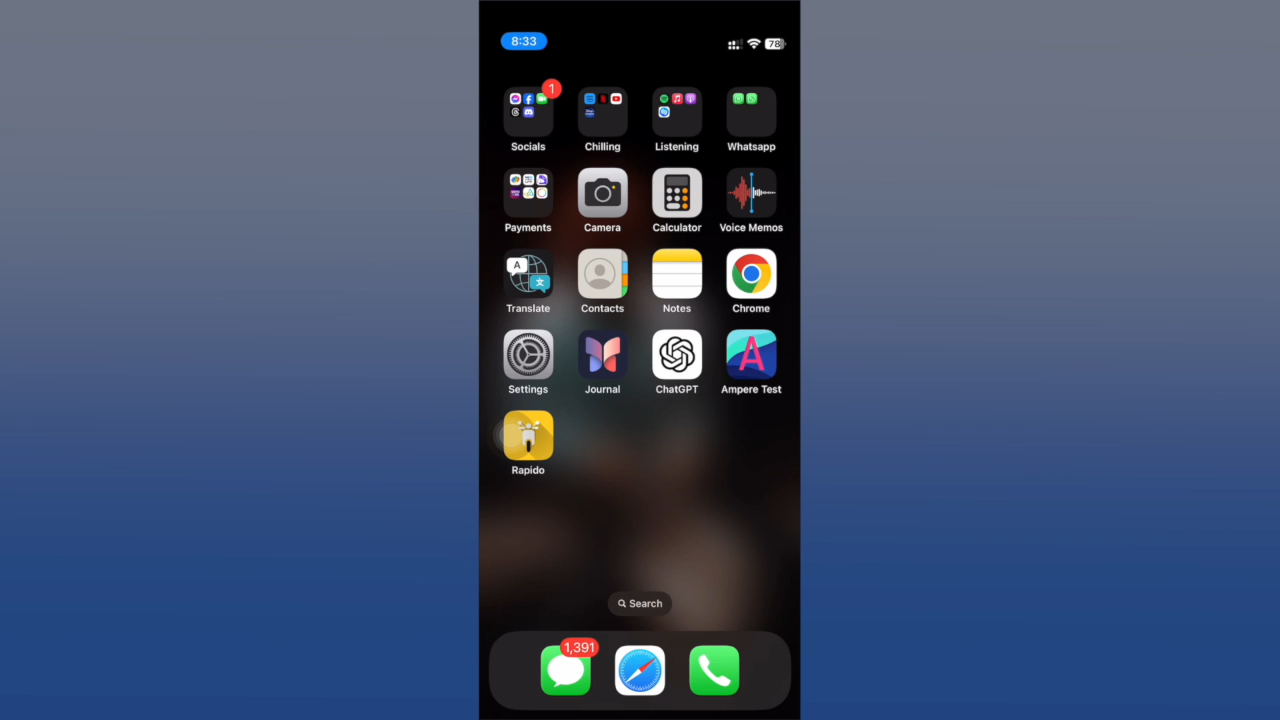 8:33
78
1
Socials Chilling Listening Whatsapp
Payments Camera Calculator Voice Memos
A
文
Translate Contacts Notes Chrome
A
Settings Journal ChatGPT Ampere Test
Rapido
Search
1,391